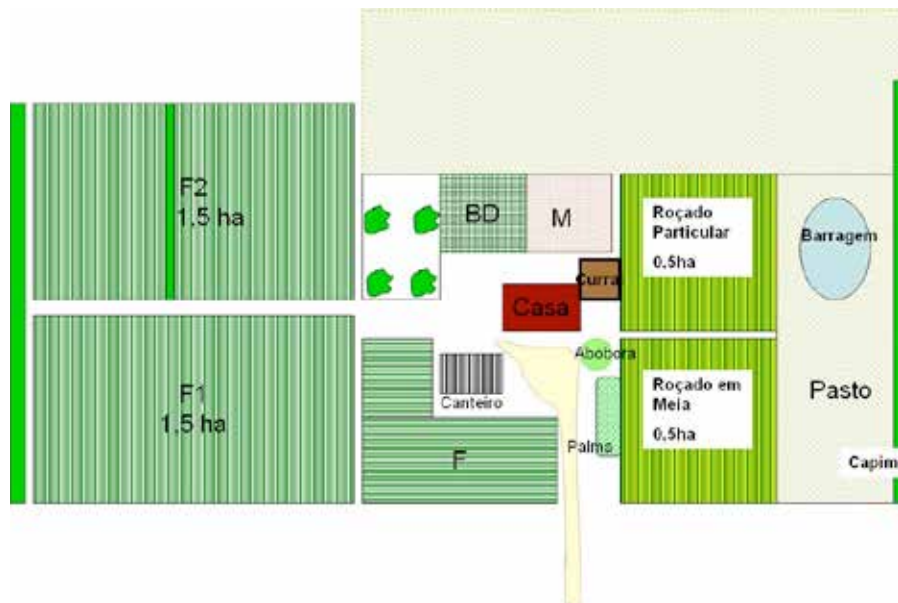 F2
1,5 ha
BD
M
Roçado
Particular
0.5ha
Barragem
Curra
Casa
Abobora
F1
1,5 ha
Canteiro
Roçado em
Meia
0.5ha
Pasto
F
Palma
Capim